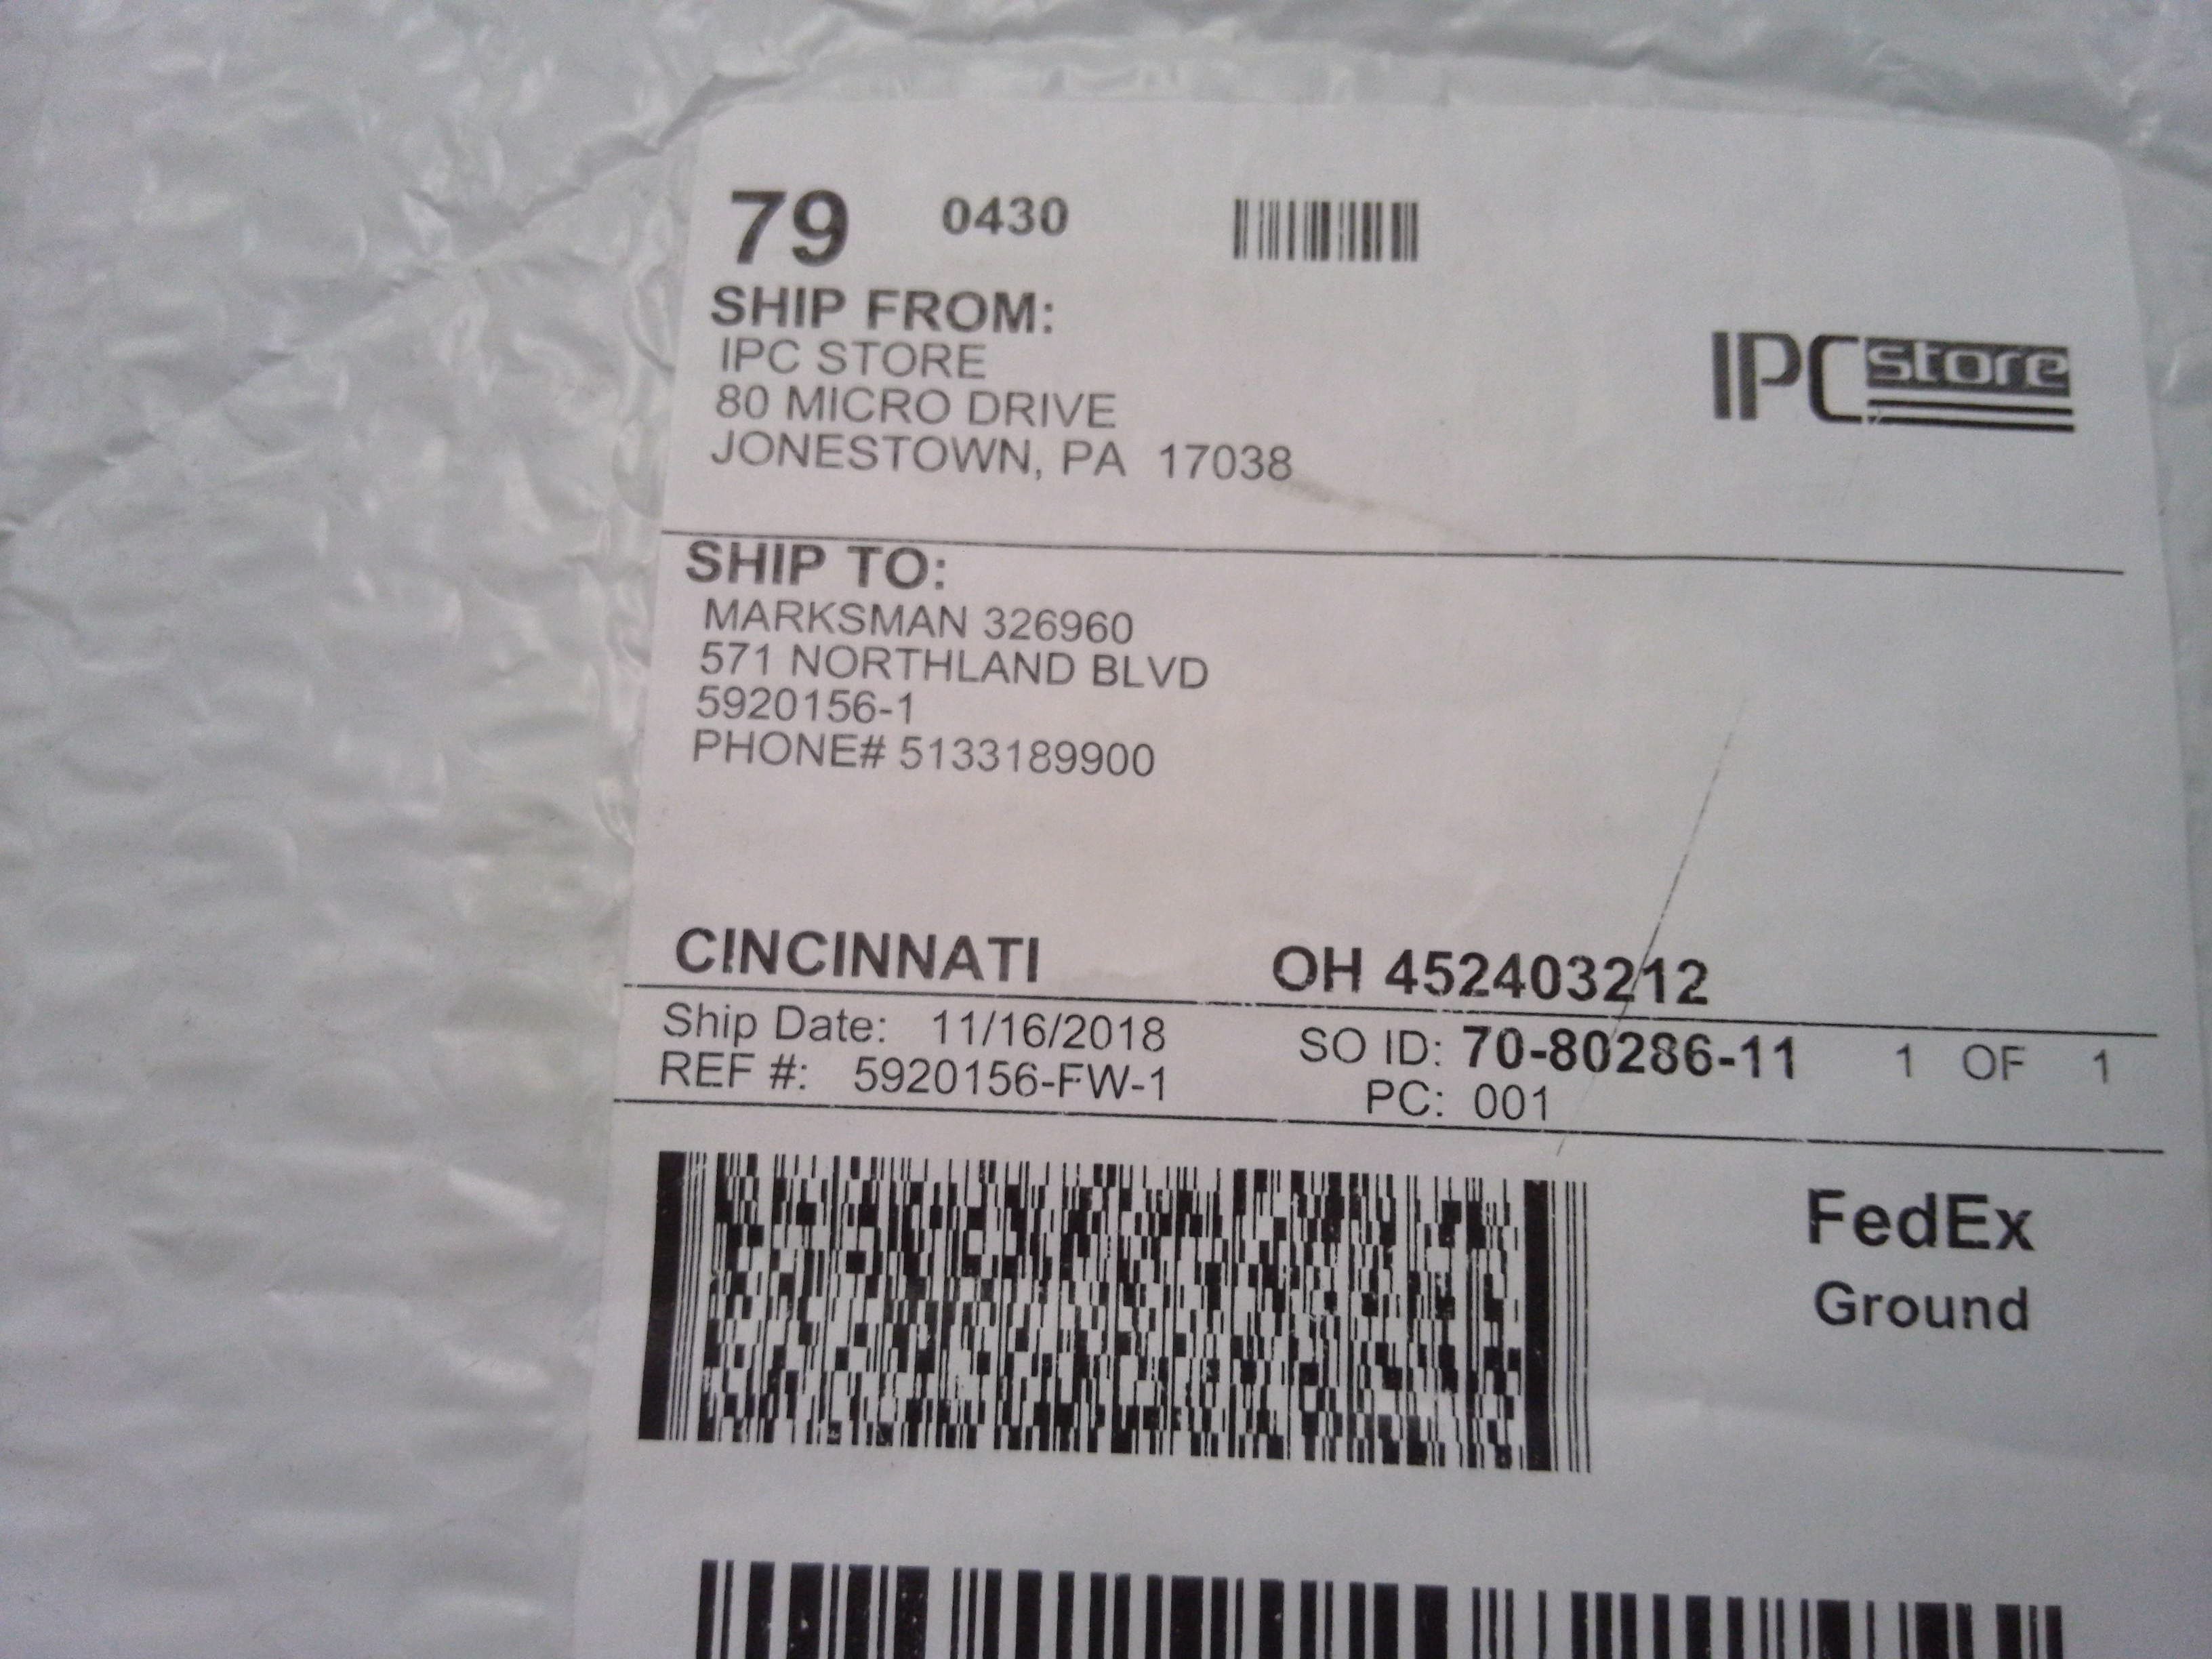 79 0430
SHIP FROM:
IPC STORE
80 MICRO DRIVE
JONESTOWN, PA 17038
IPC store
SHIP TO:
MARKSMAN 326960
571 NORTHLAND BLVD
5920156-1
PHONE# 5133189900
CINCINNATI OH 452403212
Ship Date: 11/16/2018 SO ID: 70-80286-11 1 OF 1
REF #: 5920156-FW-1 PC: 001
FedEx
Ground